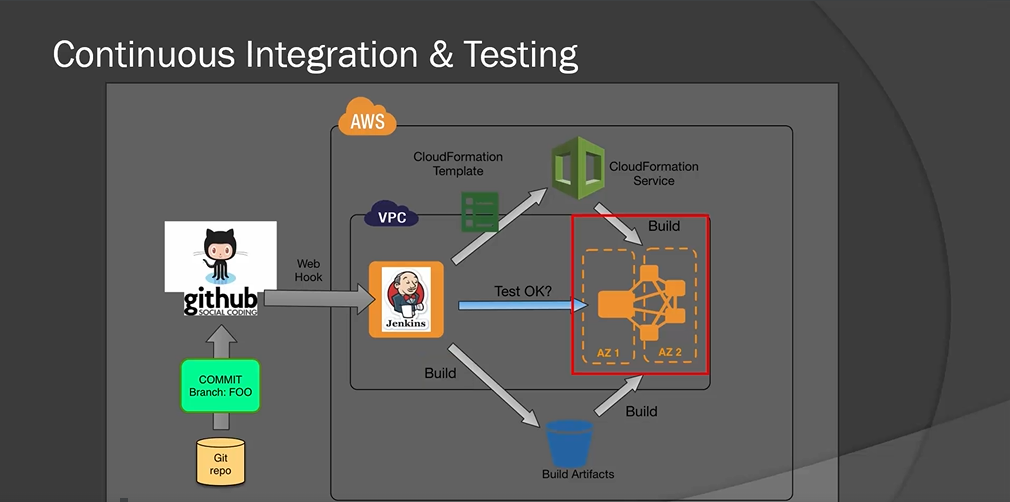 Continuous Integration & Testing
AWS
CloudFormation
Template
CloudFormation
Service
VPC
Build
github
SOCIAL CODING
Web
Hook
Jenkins
Test OK?
AZ 1
AZ 2
Build
COMMIT
Branch: FOO
Build
Git
repo
Build Artifacts